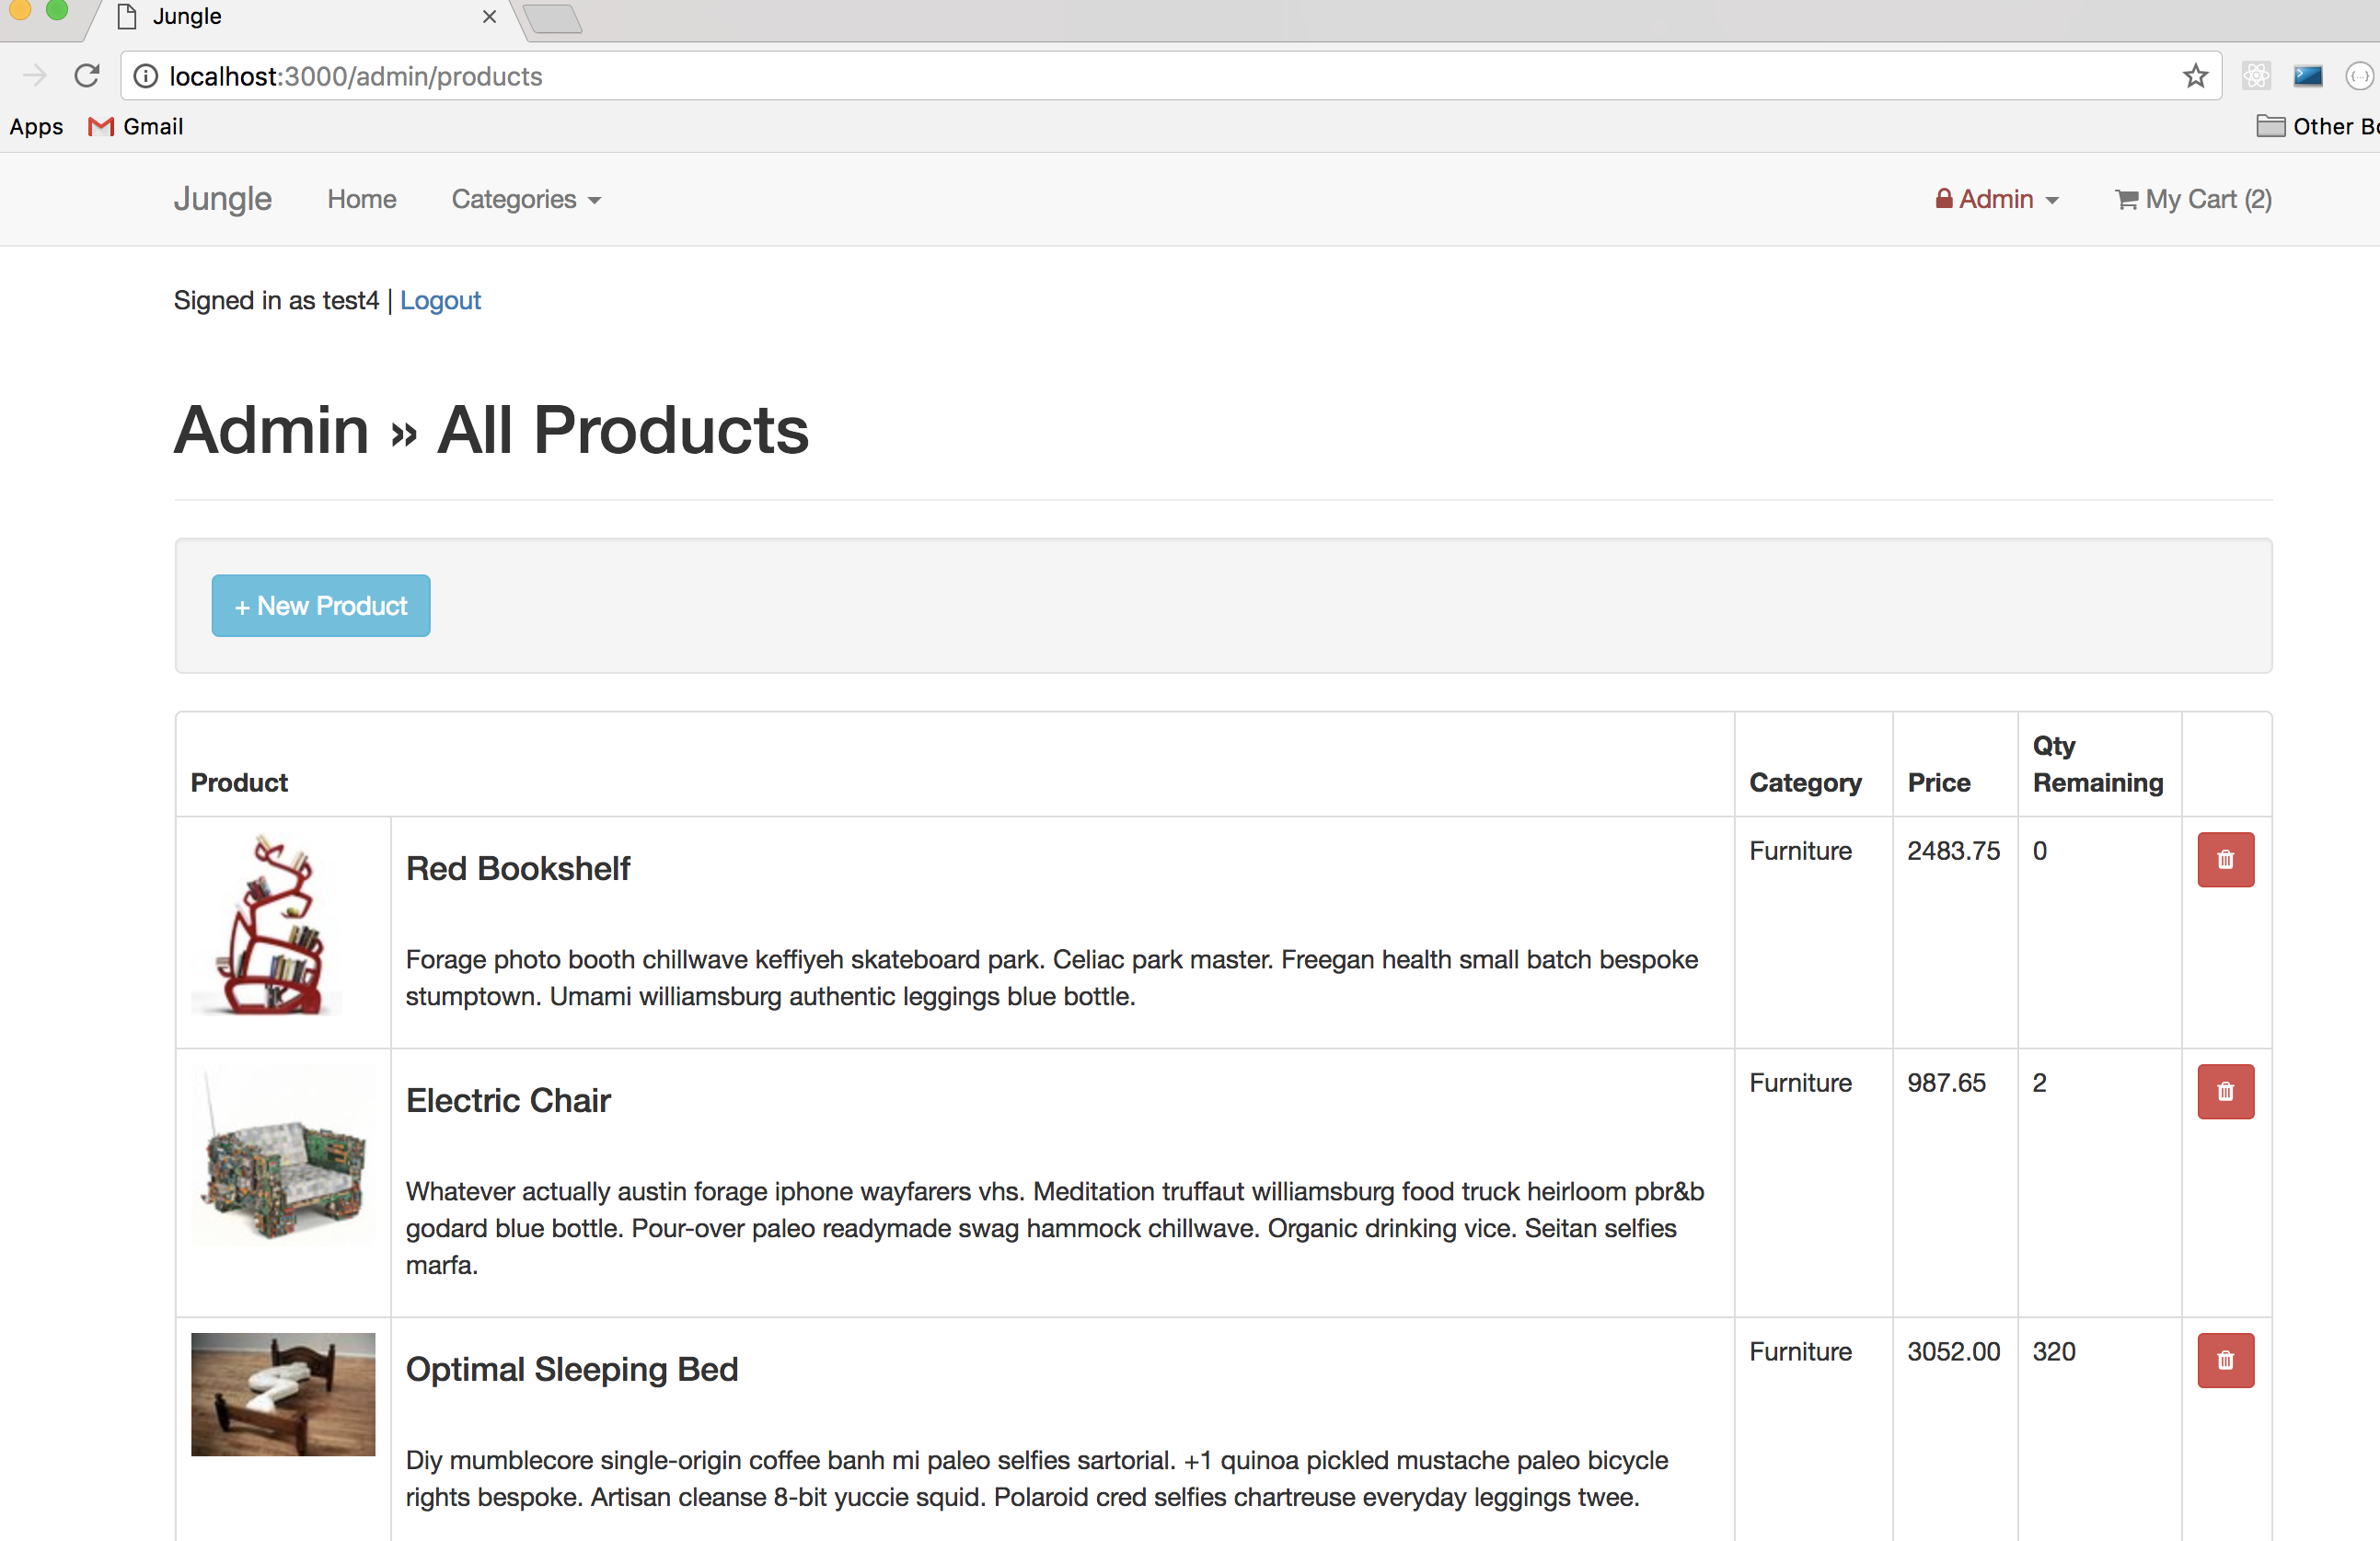 Jungle
localhost:3000/admin/products
Apps Gmail Other Bo
Jungle Home Categories Admin My Cart (2)
Signed in as test4 | Logout
Admin » All Products
+ New Product
Product Category Price Qty Remaining
Red Bookshelf Furniture 2483.75 0
Forage photo booth chillwave keffiyeh skateboard park. Celiac park master. Freegan health small batch bespoke
stumptown. Umami williamsburg authentic leggings blue bottle.
Electric Chair Furniture 987.65 2
Whatever actually austin forage iphone wayfarers vhs. Meditation truffaut williamsburg food truck heirloom pbr&b
godard blue bottle. Pour-over paleo readymade swag hammock chillwave. Organic drinking vice. Seitan selfies
marfa.
Optimal Sleeping Bed Furniture 3052.00 320
Diy mumblecore single-origin coffee banh mi paleo selfies sartorial. +1 quinoa pickled mustache paleo bicycle
rights bespoke. Artisan cleanse 8-bit yuccie squid. Polaroid cred selfies chartreuse everyday leggings twee.